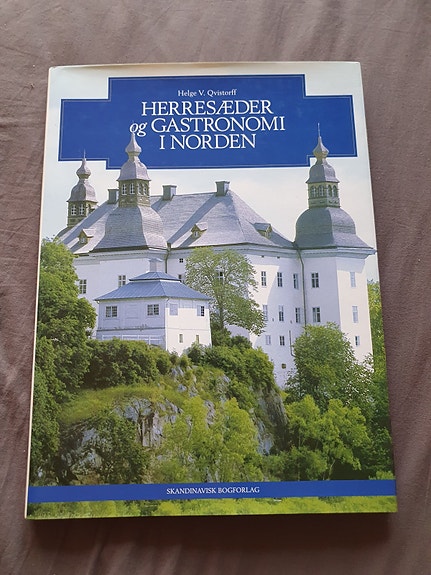 Helge V. Qvistorff
HERRESÆDER
og GASTRONOMI
I NORDEN
SKANDINAVISK BOGFORLAG